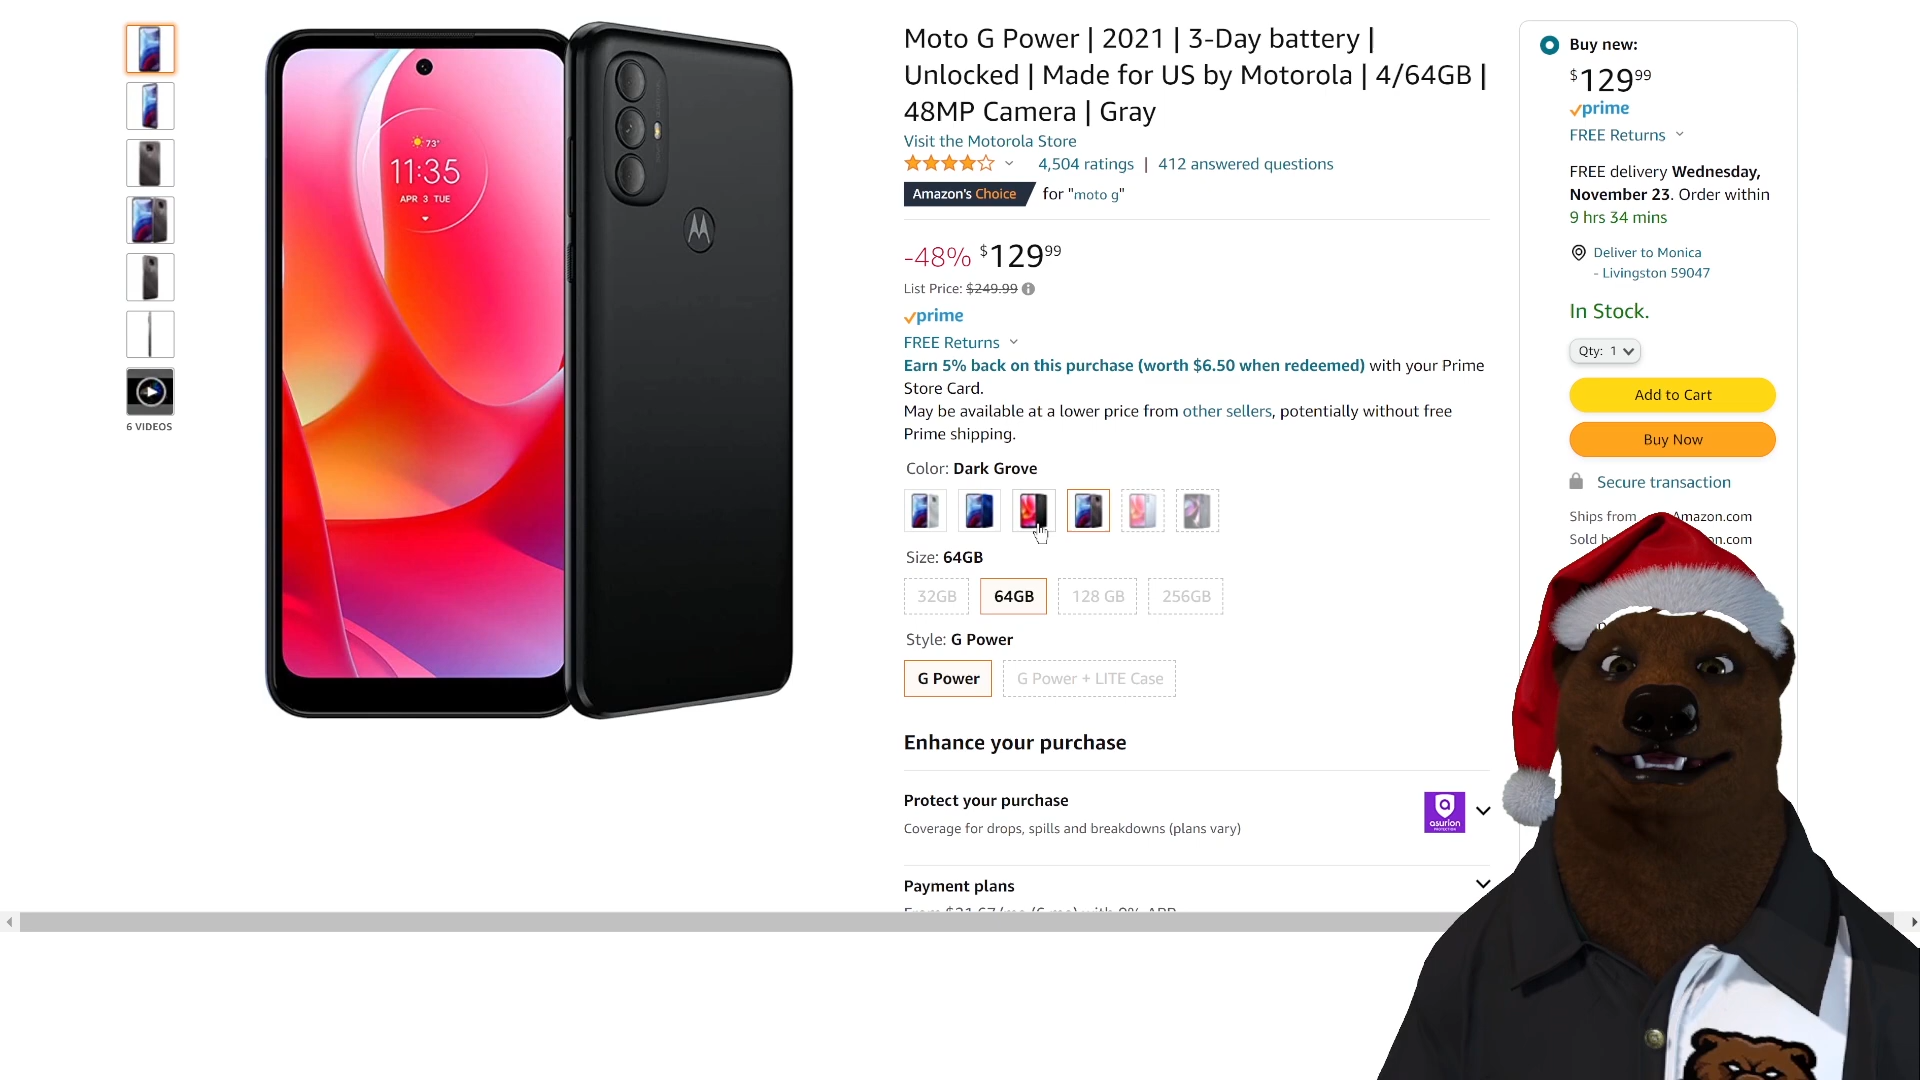 6 VIDEOS
73°
11:35
APR 3 TUE
Moto G Power | 2021 | 3-Day battery |
Unlocked | Made for US by Motorola | 4/64GB |
48MP Camera | Gray
Visit the Motorola Store
4,504 ratings | 412 answered questions
Amazon's Choice for "moto g"
-48% $129 99
List Price: $249.99
prime
FREE Returns
Earn 5% back on this purchase (worth $6.50 when redeemed) with your Prime
Store Card.
May be available at a lower price from other sellers, potentially without free
Prime shipping.
Color: Dark Grove
Size: 64GB
32GB 64GB 128 GB 256GB
Style: G Power
G Power G Power + LITE Case
Enhance your purchase
Protect your purchase
Coverage for drops, spills and breakdowns (plans vary)
asurion
Payment plans
Buy new:
$129 99
prime
FREE Returns
FREE delivery Wednesday,
November 23. Order within
9 hrs 34 mins
Deliver to Monica
- Livingston 59047
In Stock.
Qty: 1
Add to Cart
Buy Now
Secure transaction
Ships from Amazon.com
Sold